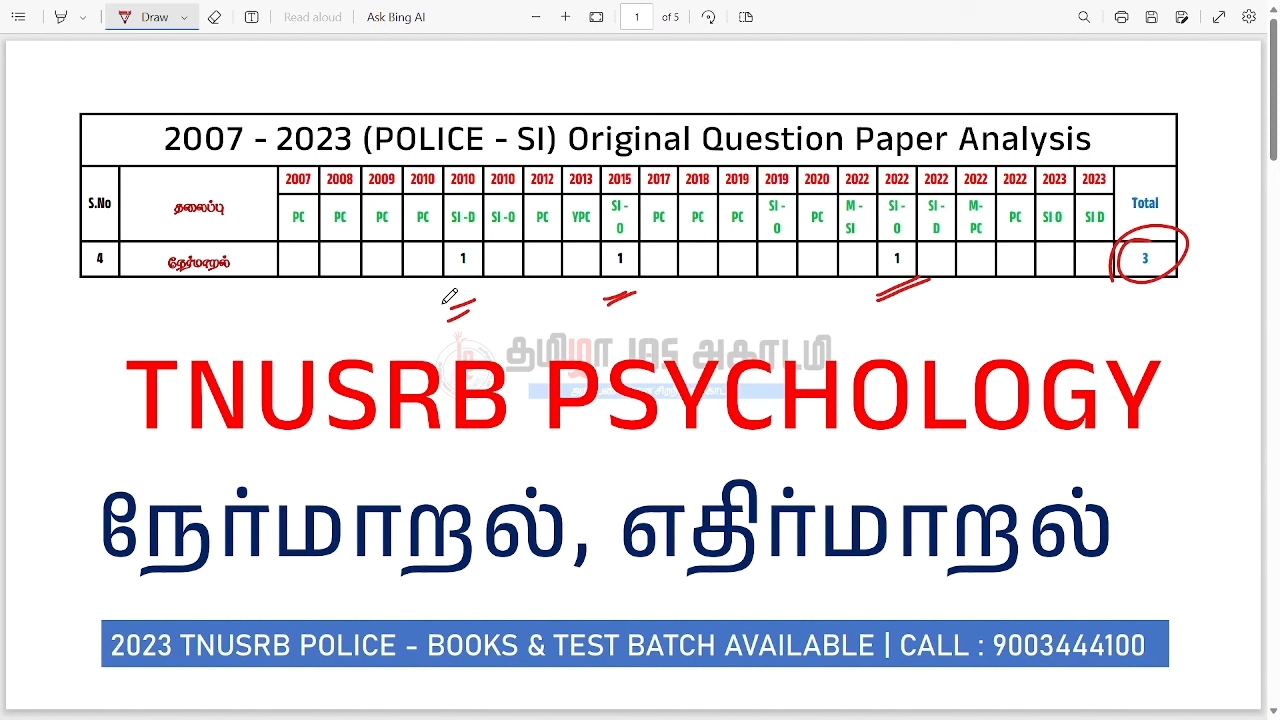 Draw Read aloud Ask Bing AI 1 of 5
2007 - 2023 (POLICE - SI) Original Question Paper Analysis
S.No தலைப்பு 2007 2008 2009 2010 2010 2010 2012 2013 2015 2017 2018 2019 2019 2020 2022 2022 2022 2022 2022 2023 2023 Total
PC PC PC PC SI -D SI -O PC YPC SI - O PC PC PC SI - O PC M - SI SI - O SI - D M- PC PC SI O SI D
4 நேர்மாறல் 1 1 1 3
தமிழா IAS அகாடமி
TNUSRB PSYCHOLOGY
நேர்மாறல், எதிர்மாறல்
2023 TNUSRB POLICE - BOOKS & TEST BATCH AVAILABLE | CALL : 9003444100